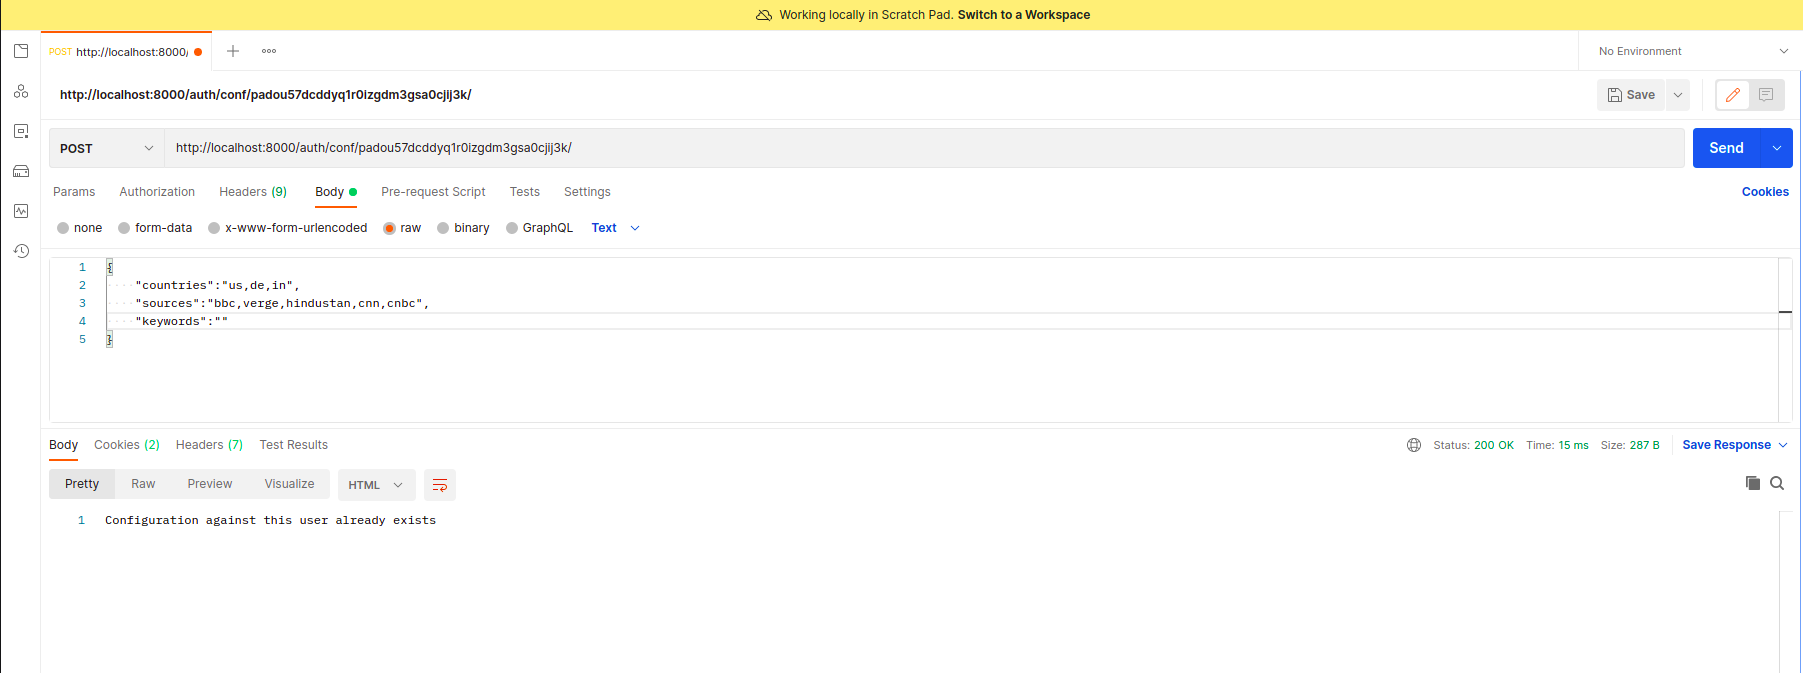 Working locally in Scratch Pad. Switch to a Workspace
POST http://localhost:8000/
No Environment
http://localhost:8000/auth/conf/padou57dcddyq1r0izgdm3gsa0cjij3k/
Save
POST http://localhost:8000/auth/conf/padou57dcddyq1r0izgdm3gsa0cjij3k/ Send
Params Authorization Headers (9) Body Pre-request Script Tests Settings Cookies
none form-data x-www-form-urlencoded raw binary GraphQL Text
1 {
2 "countries":"us,de,in",
3 "sources":"bbc,verge,hindustan,cnn,cnbc",
4 "keywords":""
5 }
Body Cookies (2) Headers (7) Test Results Status: 200 OK Time: 15 ms Size: 287 B Save Response
Pretty Raw Preview Visualize HTML
1 Configuration against this user already exists